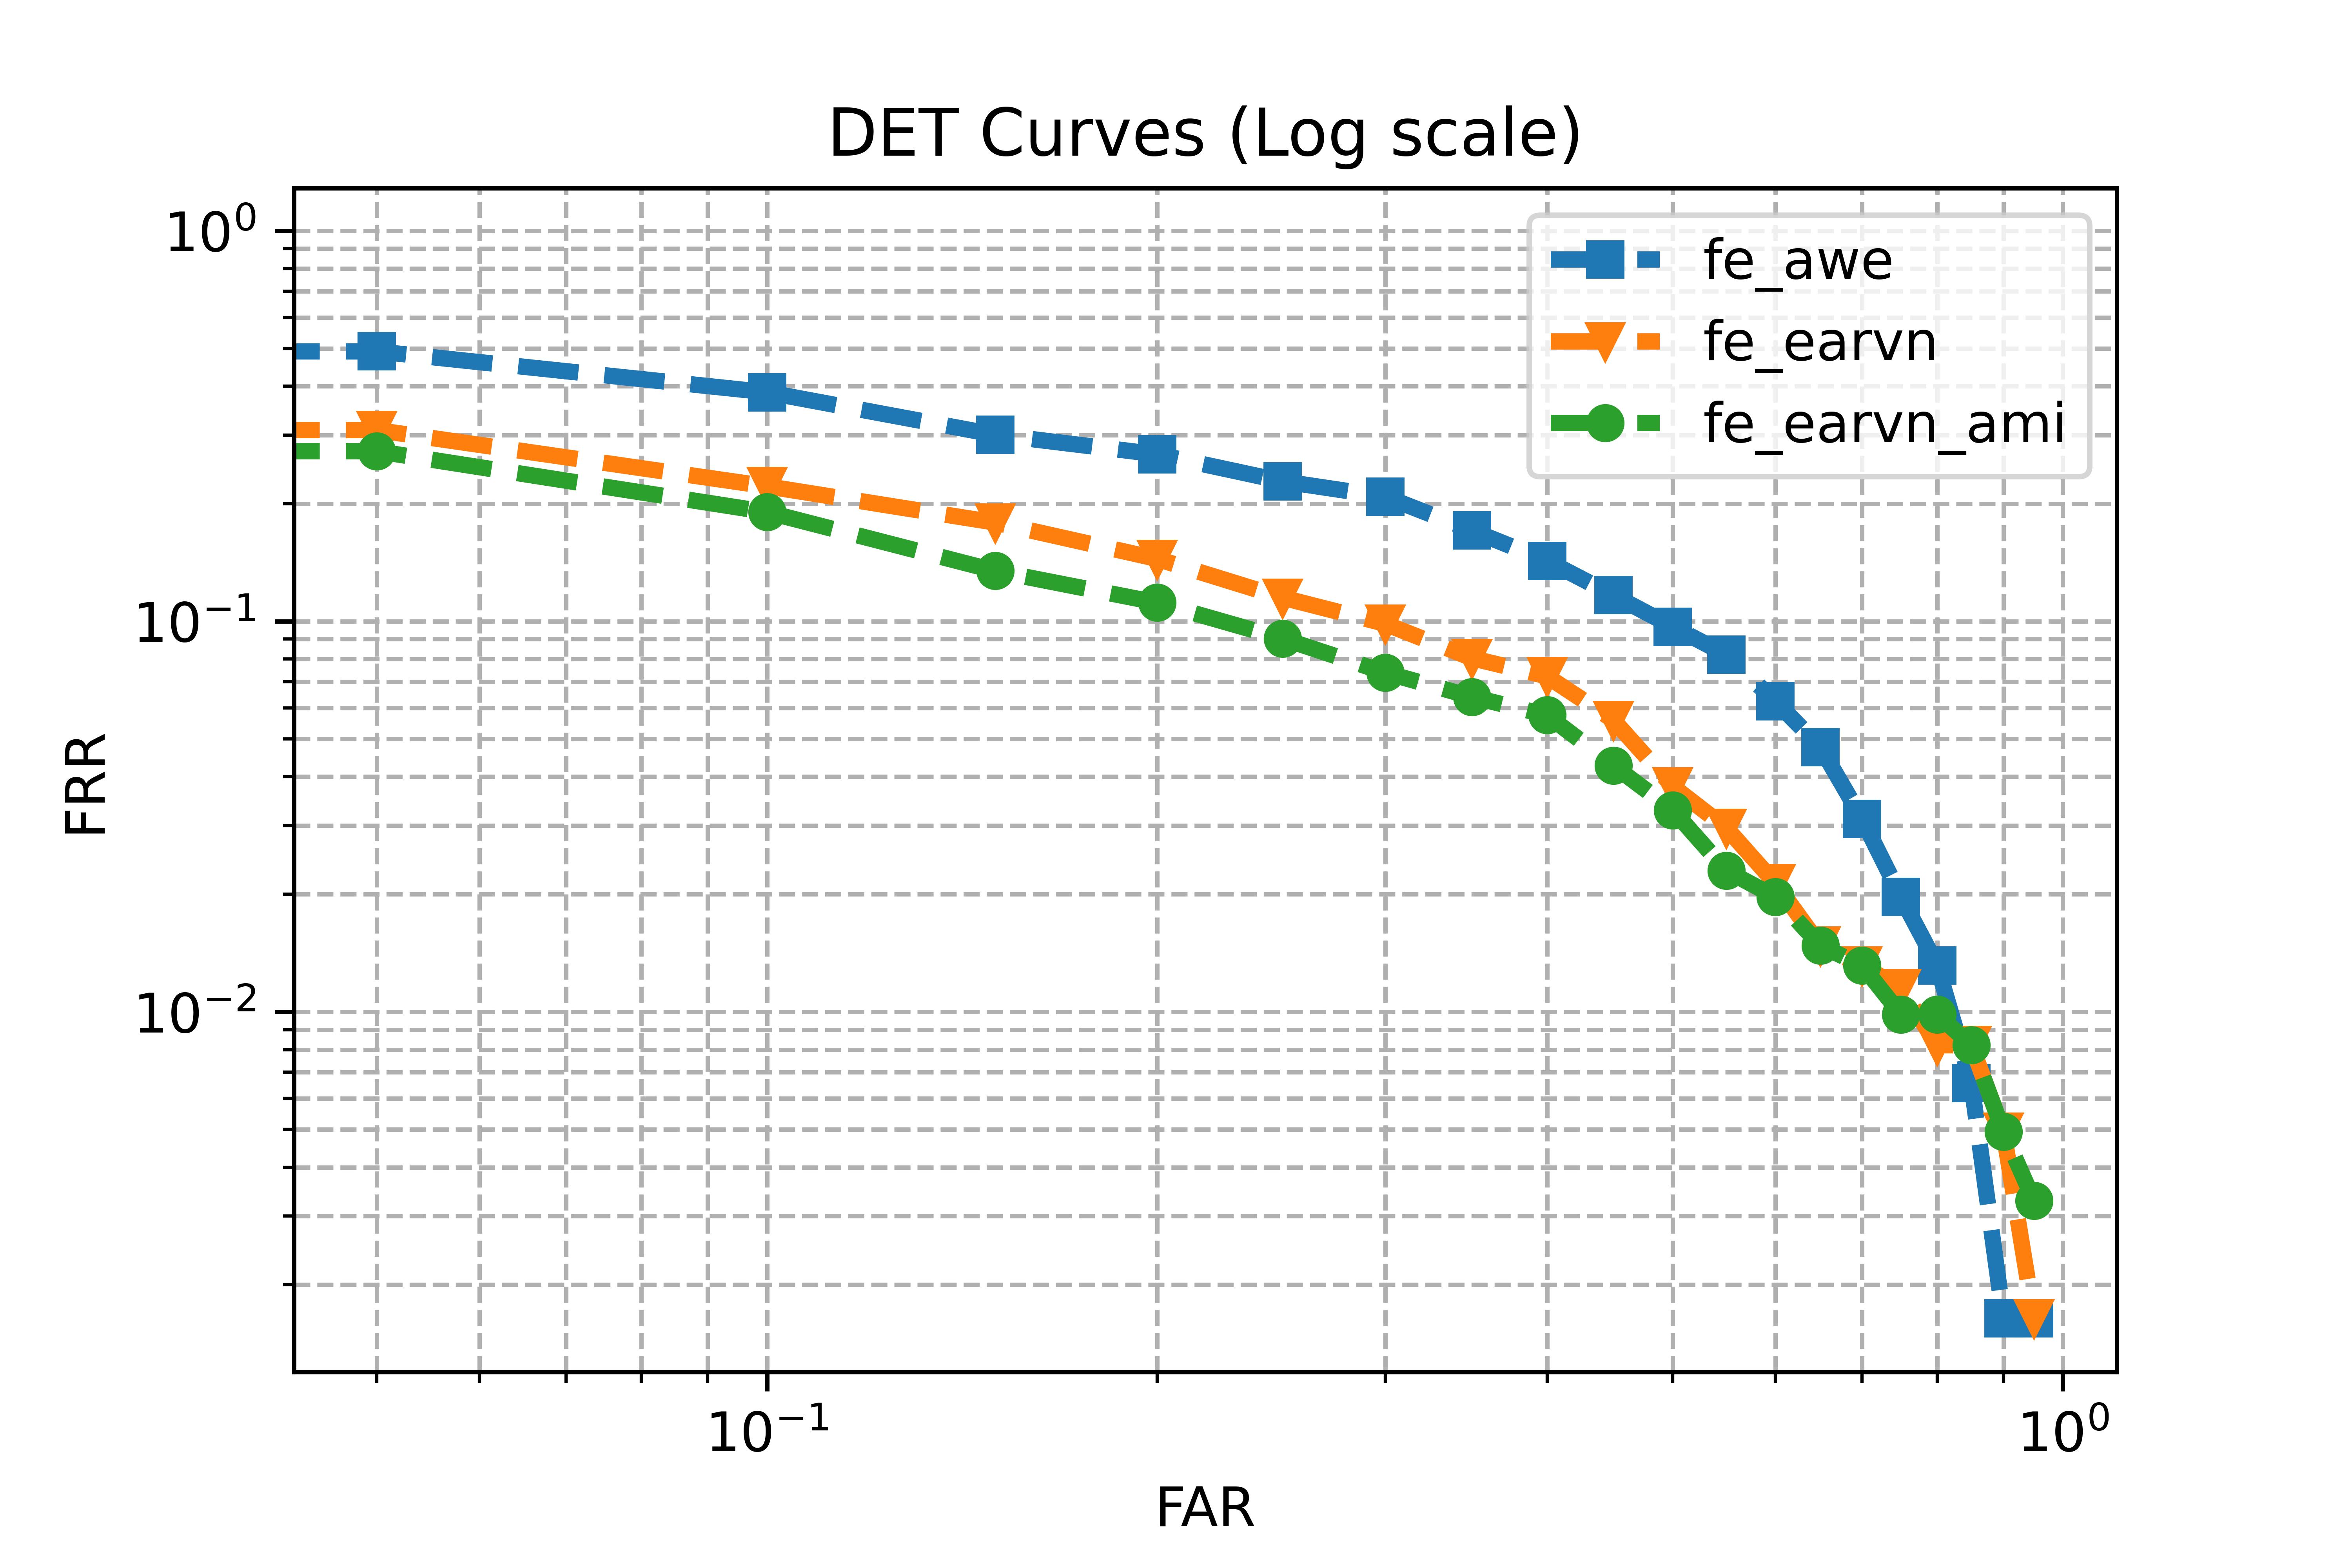 DET Curves (Log scale)
10⁰
10⁻¹
10⁻²
FRR
fe_awe
fe_earvn
fe_earvn_ami
10⁻¹
10⁰
FAR